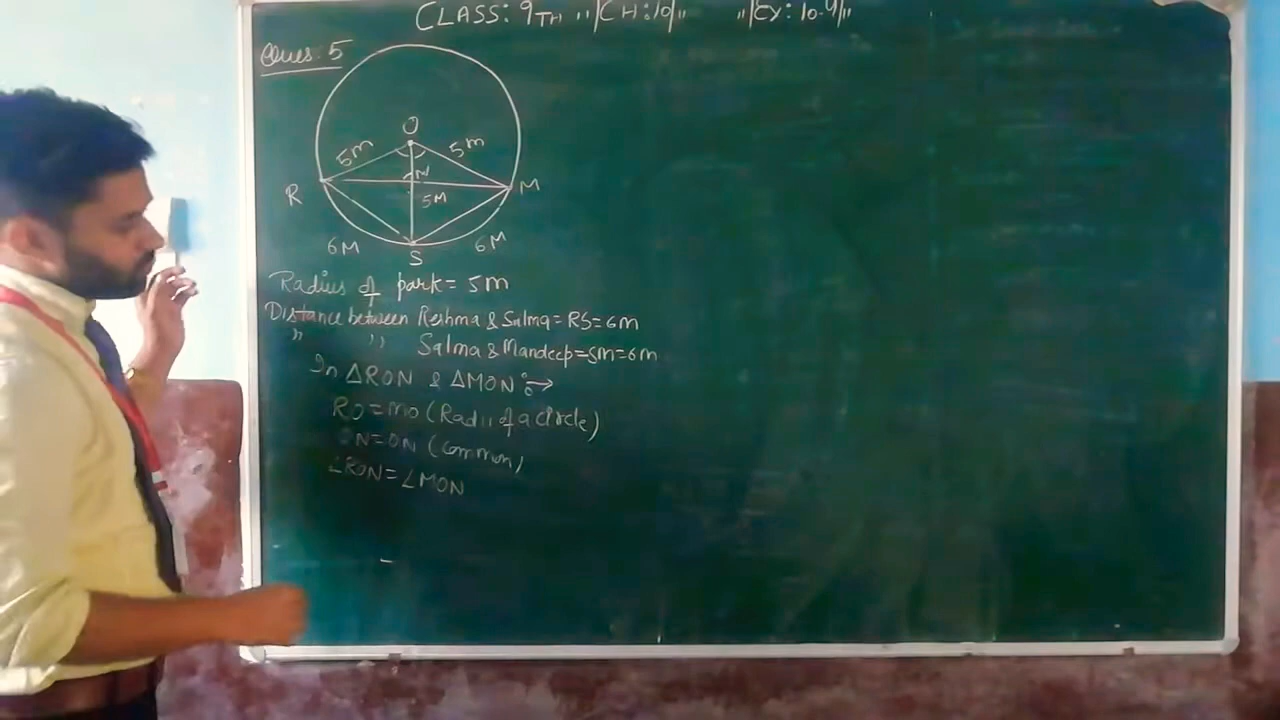 CLASS: 9TH ,,|CH:10|,, ,,|EX: 10.4|,,
Ques. 5
O
5m 5m
N
R M
5M
6M 6M
S
Radius of park = 5m
Distance between Reshma & Salma = RS = 6m
,, ,, Salma & Mandeep = SM = 6m
In ∆RON & ∆MON :→
RO = MO (Radii of a circle)
ON = ON (common)
∠RON = ∠MON